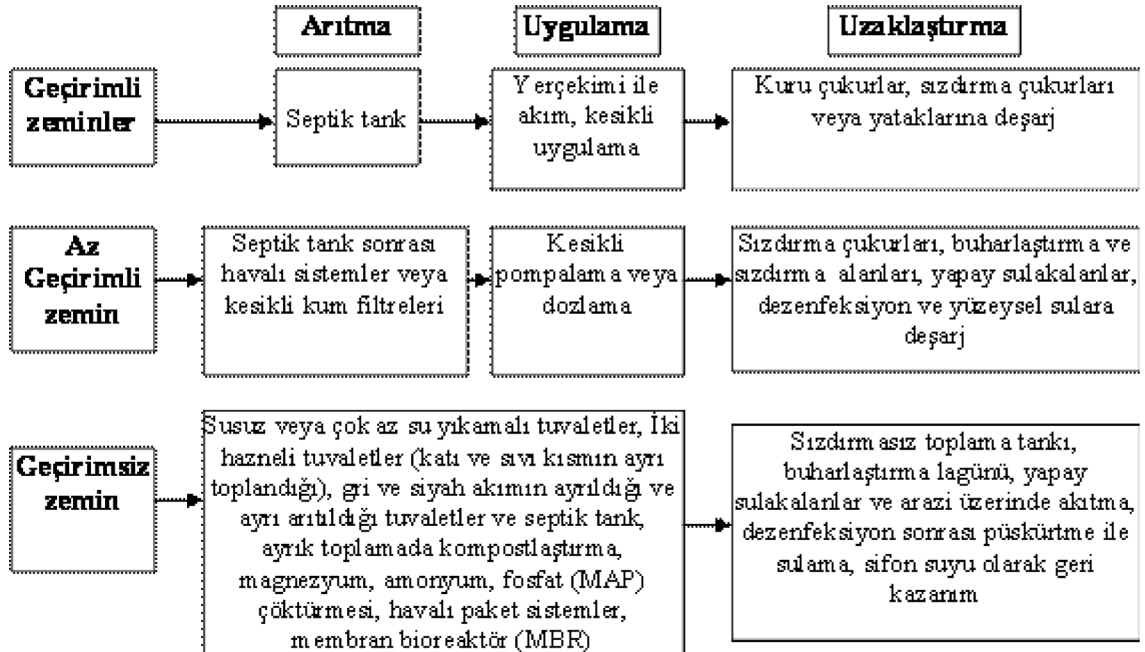 Arıtma
Uygulama
Uzaklaştırma
Geçirimli
zeminler
Septik tank
Yerçekimi ile
akım, kesikli
uygulama
Kuru çukurlar, sızdırma çukurları
veya yataklarına deşarj
Az
Geçirimli
zemin
Septik tank sonrası
havalı sistemler veya
kesikli kum filtreleri
Kesikli
pompalama veya
dozlama
Sızdırma çukurları, buharlaştırma ve
sızdırma alanları, yapay sulakalanlar,
dezenfeksiyon ve yüzeysel sulara
deşarj
Geçirimsiz
zemin
Susuz veya çok az su yıkamalı tuvaletler, İki
hazneli tuvaletler (katı ve sıvı kısmın ayrı
toplandığı), gri ve siyah akımın ayrıldığı ve
ayrı arıtıldığı tuvaletler ve septik tank,
ayrık toplamada kompostlaştırma,
magnezyum, amonyum, fosfat (MAP)
çöktürmesi, havalı paket sistemler,
membran bioreaktör (MBR)
Sızdırmasız toplama tankı,
buharlaştırma lagünü, yapay
sulakalanlar ve arazi üzerinde akıtma,
dezenfeksiyon sonrası püskürtme ile
sulama, sifon suyu olarak geri
kazanım